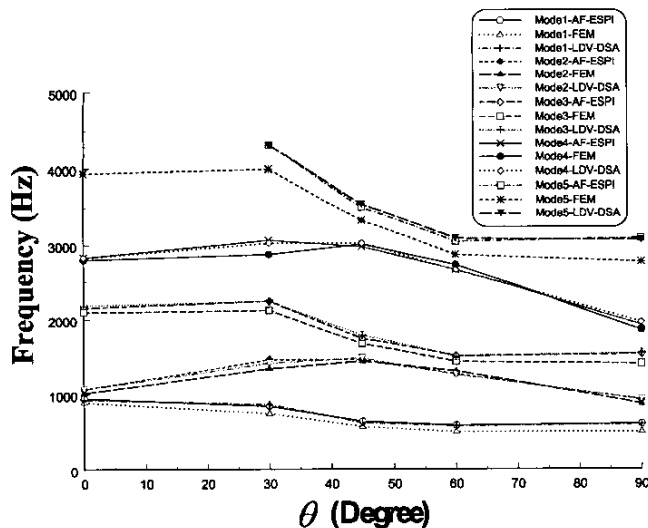 Mode1-AF-ESPI
Mode1-FEM
Mode1-LDV-DSA
Mode2-AF-ESPI
Mode2-FEM
Mode2-LDV-DSA
Mode3-AF-ESPI
Mode3-FEM
Mode3-LDV-DSA
Mode4-AF-ESPI
Mode4-FEM
Mode4-LDV-DSA
Mode5-AF-ESPI
Mode5-FEM
Mode5-LDV-DSA
5000
4000
3000
2000
1000
0
Frequency (Hz)
0 10 20 30 40 50 60 70 80 90
θ (Degree)